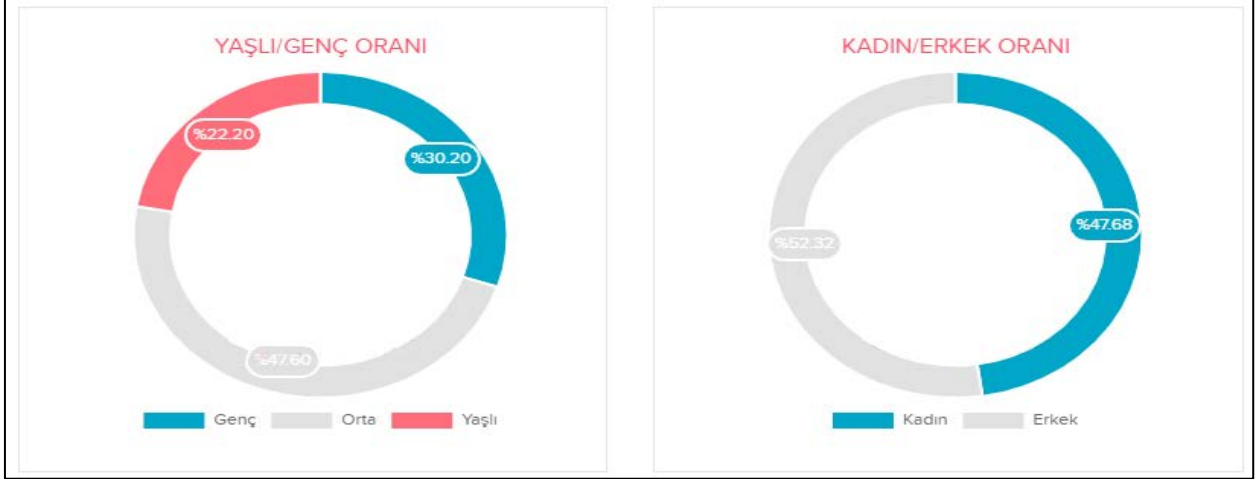 YAŞLI/GENÇ ORANI
%22.20
%30.20
%47.60
Genç Orta Yaşlı
KADIN/ERKEK ORANI
%47.68
%52.32
Kadın Erkek